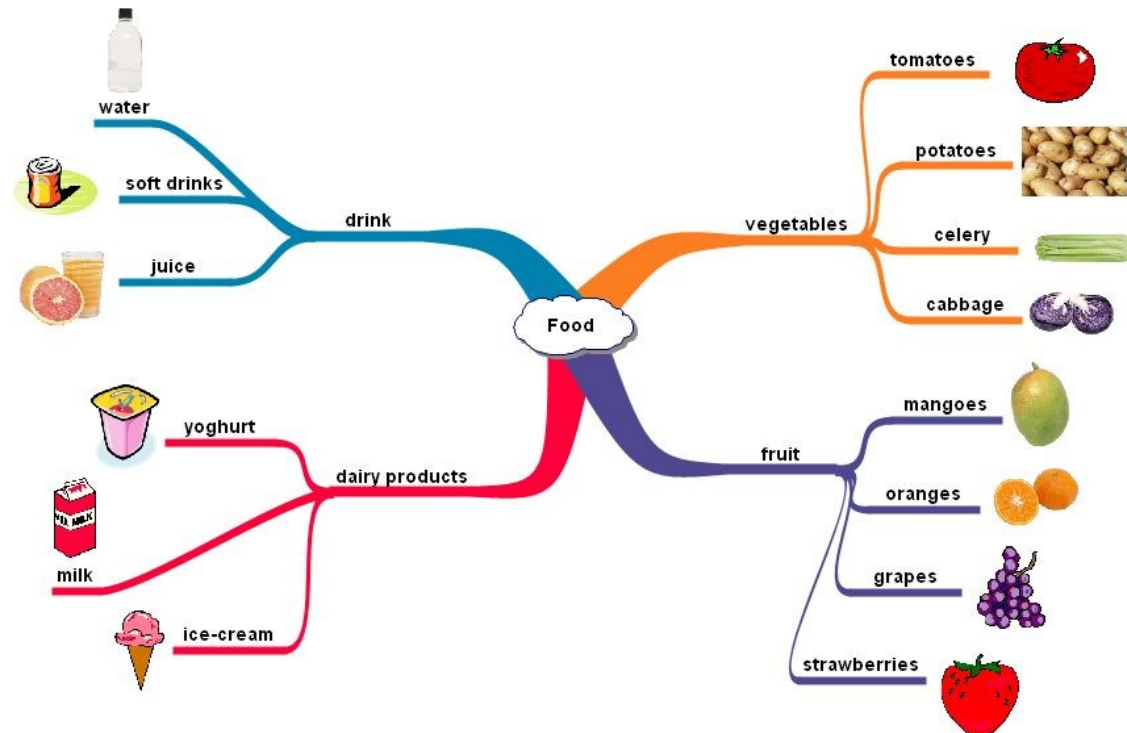 Food
drink
water
soft drinks
juice
vegetables
tomatoes
potatoes
celery
cabbage
fruit
mangoes
oranges
grapes
strawberries
dairy products
yoghurt
milk
ice-cream